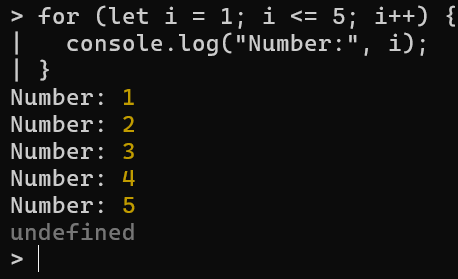 > for (let i = 1; i <= 5; i++) {
|   console.log("Number:", i);
| }
Number: 1
Number: 2
Number: 3
Number: 4
Number: 5
undefined
>